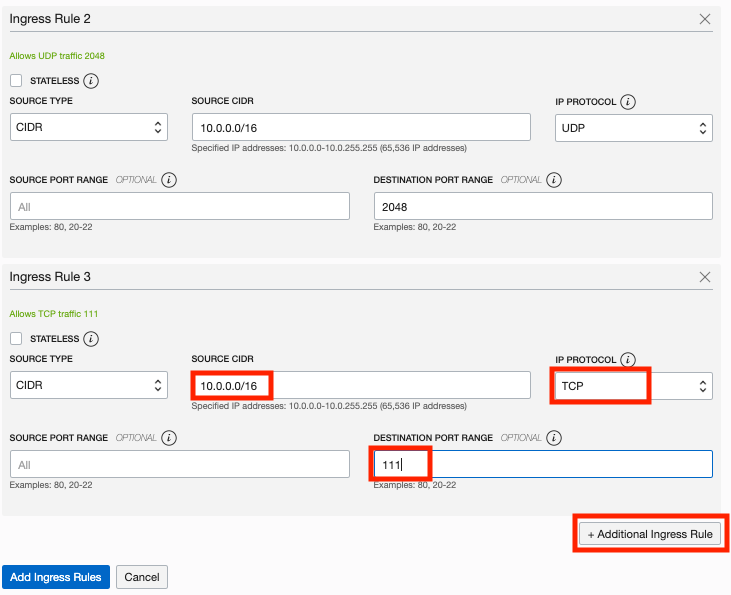 Ingress Rule 2
Allows UDP traffic 2048
STATELESS i
SOURCE TYPE
SOURCE CIDR
IP PROTOCOL i
CIDR
10.0.0.0/16
UDP
Specified IP addresses: 10.0.0.0-10.0.255.255 (65,536 IP addresses)
SOURCE PORT RANGE OPTIONAL i
DESTINATION PORT RANGE OPTIONAL i
All
2048
Examples: 80, 20-22
Examples: 80, 20-22
Ingress Rule 3
Allows TCP traffic 111
STATELESS i
SOURCE TYPE
SOURCE CIDR
IP PROTOCOL i
CIDR
10.0.0.0/16
TCP
Specified IP addresses: 10.0.0.0-10.0.255.255 (65,536 IP addresses)
SOURCE PORT RANGE OPTIONAL i
DESTINATION PORT RANGE OPTIONAL i
All
111
Examples: 80, 20-22
Examples: 80, 20-22
+ Additional Ingress Rule
Add Ingress Rules
Cancel